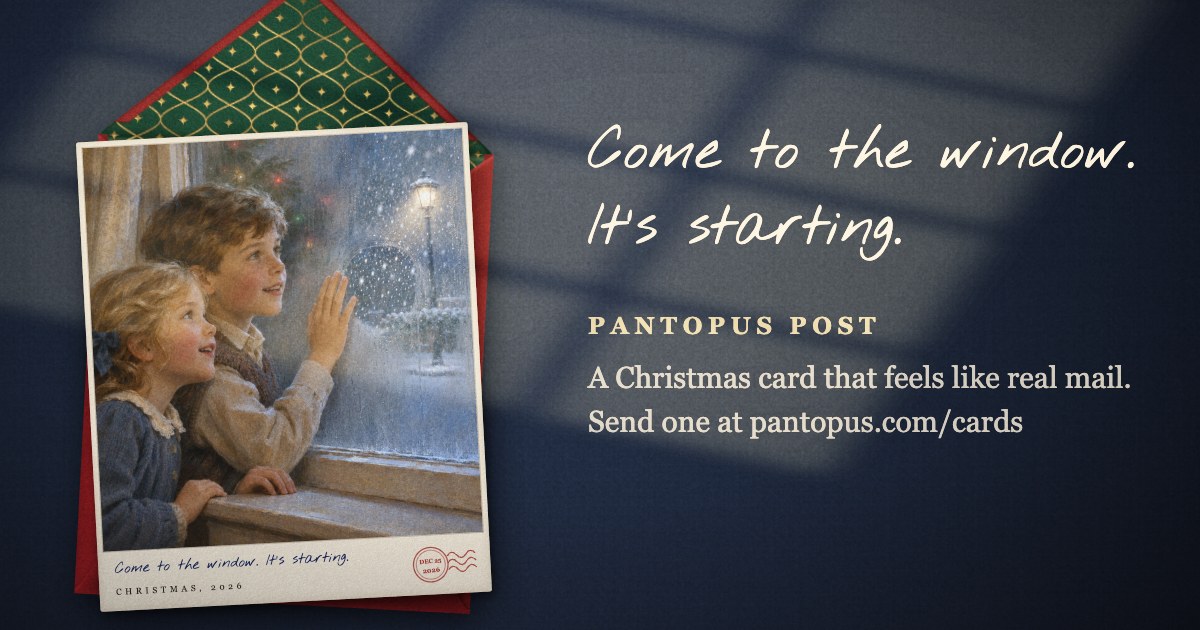 Come to the window.
It's starting.
PANTOPUS POST
A Christmas card that feels like real mail.
Send one at pantopus.com/cards
Come to the window. It's starting.
CHRISTMAS, 2026
DEC 25
2026